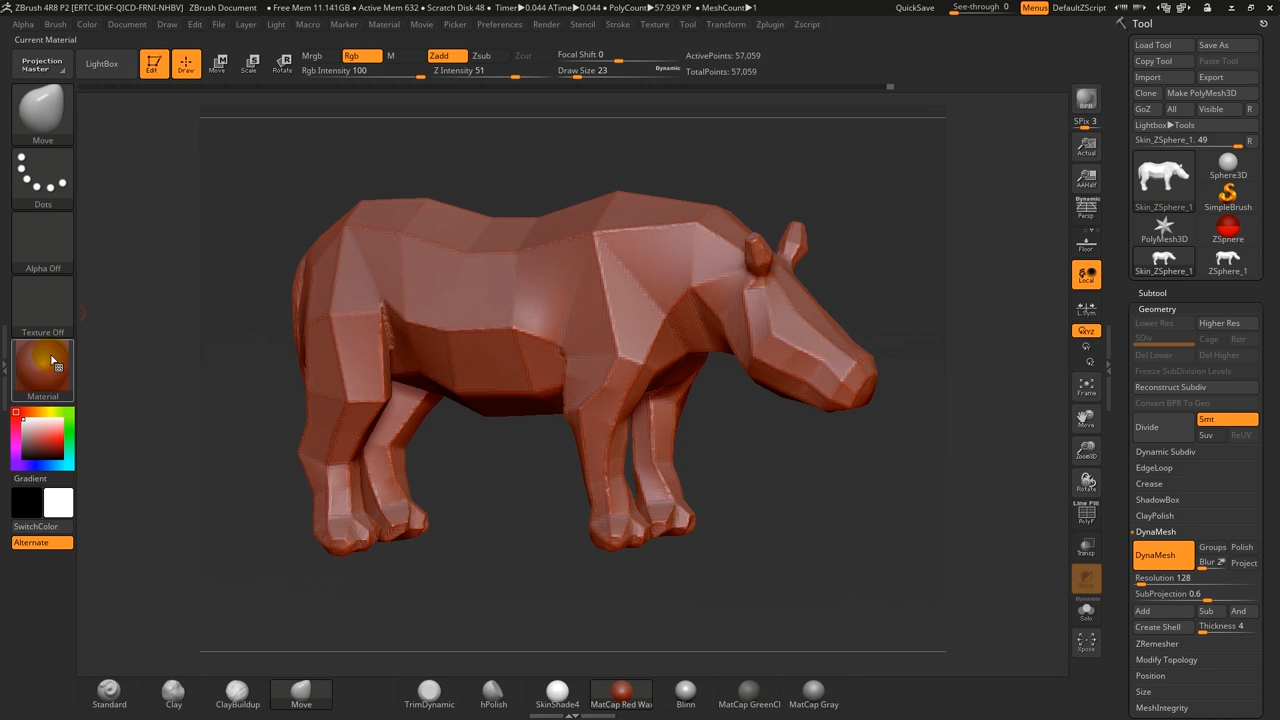 ZBrush 4R8 P2 [ERTC-IDKF-QICD-FRNI-NHBV] ZBrush Document • Free Mem 11.141GB • Active Mem 632 • Scratch Disk 48 • Timer▶0.044 ATime▶0.044 • PolyCount▶57.929 KP • MeshCount▶1 QuickSave See-through 0 Menus DefaultZScript
Alpha Brush Color Document Draw Edit File Layer Light Macro Marker Material Movie Picker Preferences Render Stencil Stroke Texture Tool Transform Zplugin Zscript
Current Material
Projection Master
LightBox
Edit Draw Move Scale Rotate
Mrgb Rgb M Zadd Zsub Zcut
Rgb Intensity 100 Z Intensity 51
Focal Shift 0
Draw Size 23 Dynamic
ActivePoints: 57,059
TotalPoints: 57,059
Move
Dots
Alpha Off
Texture Off
Material
Gradient
SwitchColor
Alternate
BPR
SPix 3
Actual
AAHalf
Dynamic
Persp
Floor
Local
L.Sym
XYZ
Frame
Move
Zoom3D
Rotate
Line Fill
PolyF
Transp
Dynamic
Solo
Xpose
Tool
Load Tool Save As
Copy Tool Paste Tool
Import Export
Clone Make PolyMesh3D
GoZ All Visible R
Lightbox▶Tools
Skin_ZSphere_1. 49 R
Skin_ZSphere_1 Sphere3D
SimpleBrush
PolyMesh3D ZSphere
Skin_ZSphere_1 ZSphere_1
Subtool
Geometry
Lower Res Higher Res
SDiv Cage Rstr
Del Lower Del Higher
Freeze SubDivision Levels
Reconstruct Subdiv
Convert BPR To Geo
Divide Smt
Suv ReUV
Dynamic Subdiv
EdgeLoop
Crease
ShadowBox
ClayPolish
DynaMesh
DynaMesh Groups Polish
Blur 2 Project
Resolution 128
SubProjection 0.6
Add Sub And
Create Shell Thickness 4
ZRemesher
Modify Topology
Position
Size
MeshIntegrity
Standard Clay ClayBuildup Move TrimDynamic hPolish SkinShade4 MatCap Red Wax Blinn MatCap GreenCl MatCap Gray